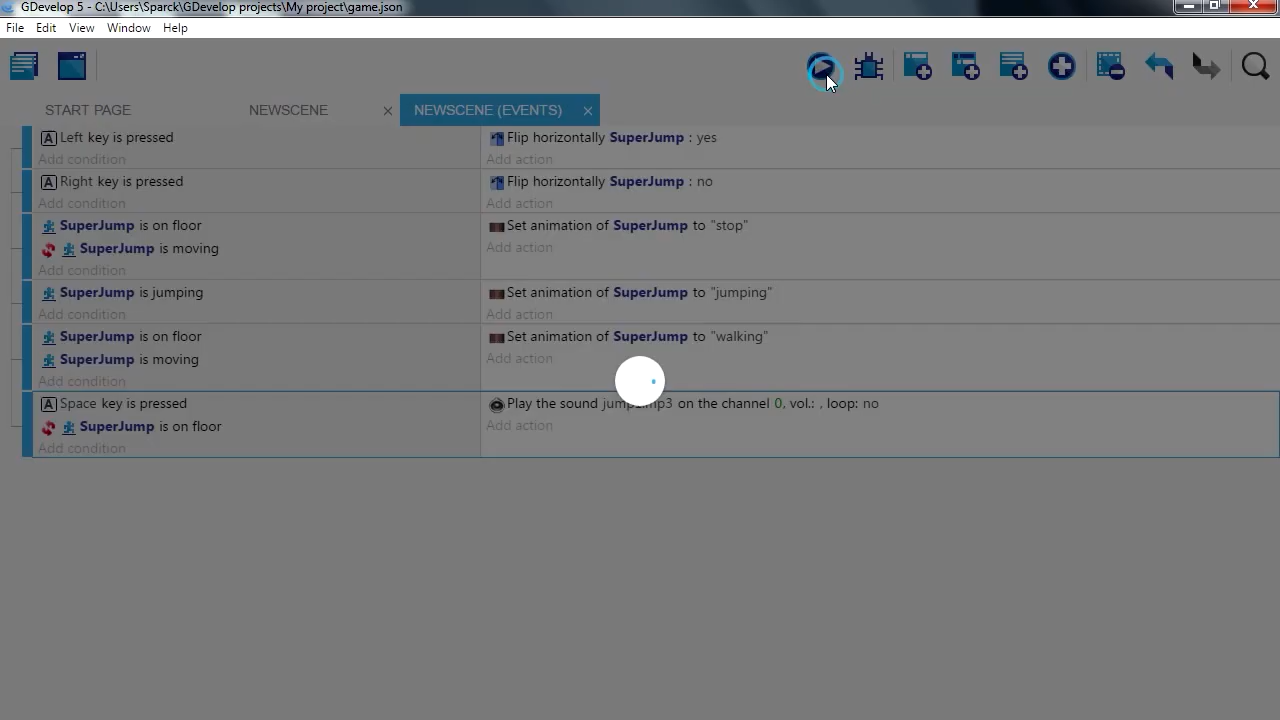 GDevelop 5 - C:\Users\Sparck\GDevelop projects\My project\game.json
File Edit View Window Help
START PAGE NEWSCENE NEWSCENE (EVENTS)
Left key is pressed Flip horizontally SuperJump : yes
Add condition Add action
Right key is pressed Flip horizontally SuperJump : no
Add condition Add action
SuperJump is on floor Set animation of SuperJump to "stop"
SuperJump is moving Add action
Add condition
SuperJump is jumping Set animation of SuperJump to "jumping"
Add condition Add action
SuperJump is on floor Set animation of SuperJump to "walking"
SuperJump is moving Add action
Add condition
Space key is pressed Play the sound on the channel 0, vol.: , loop: no
SuperJump is on floor Add action
Add condition